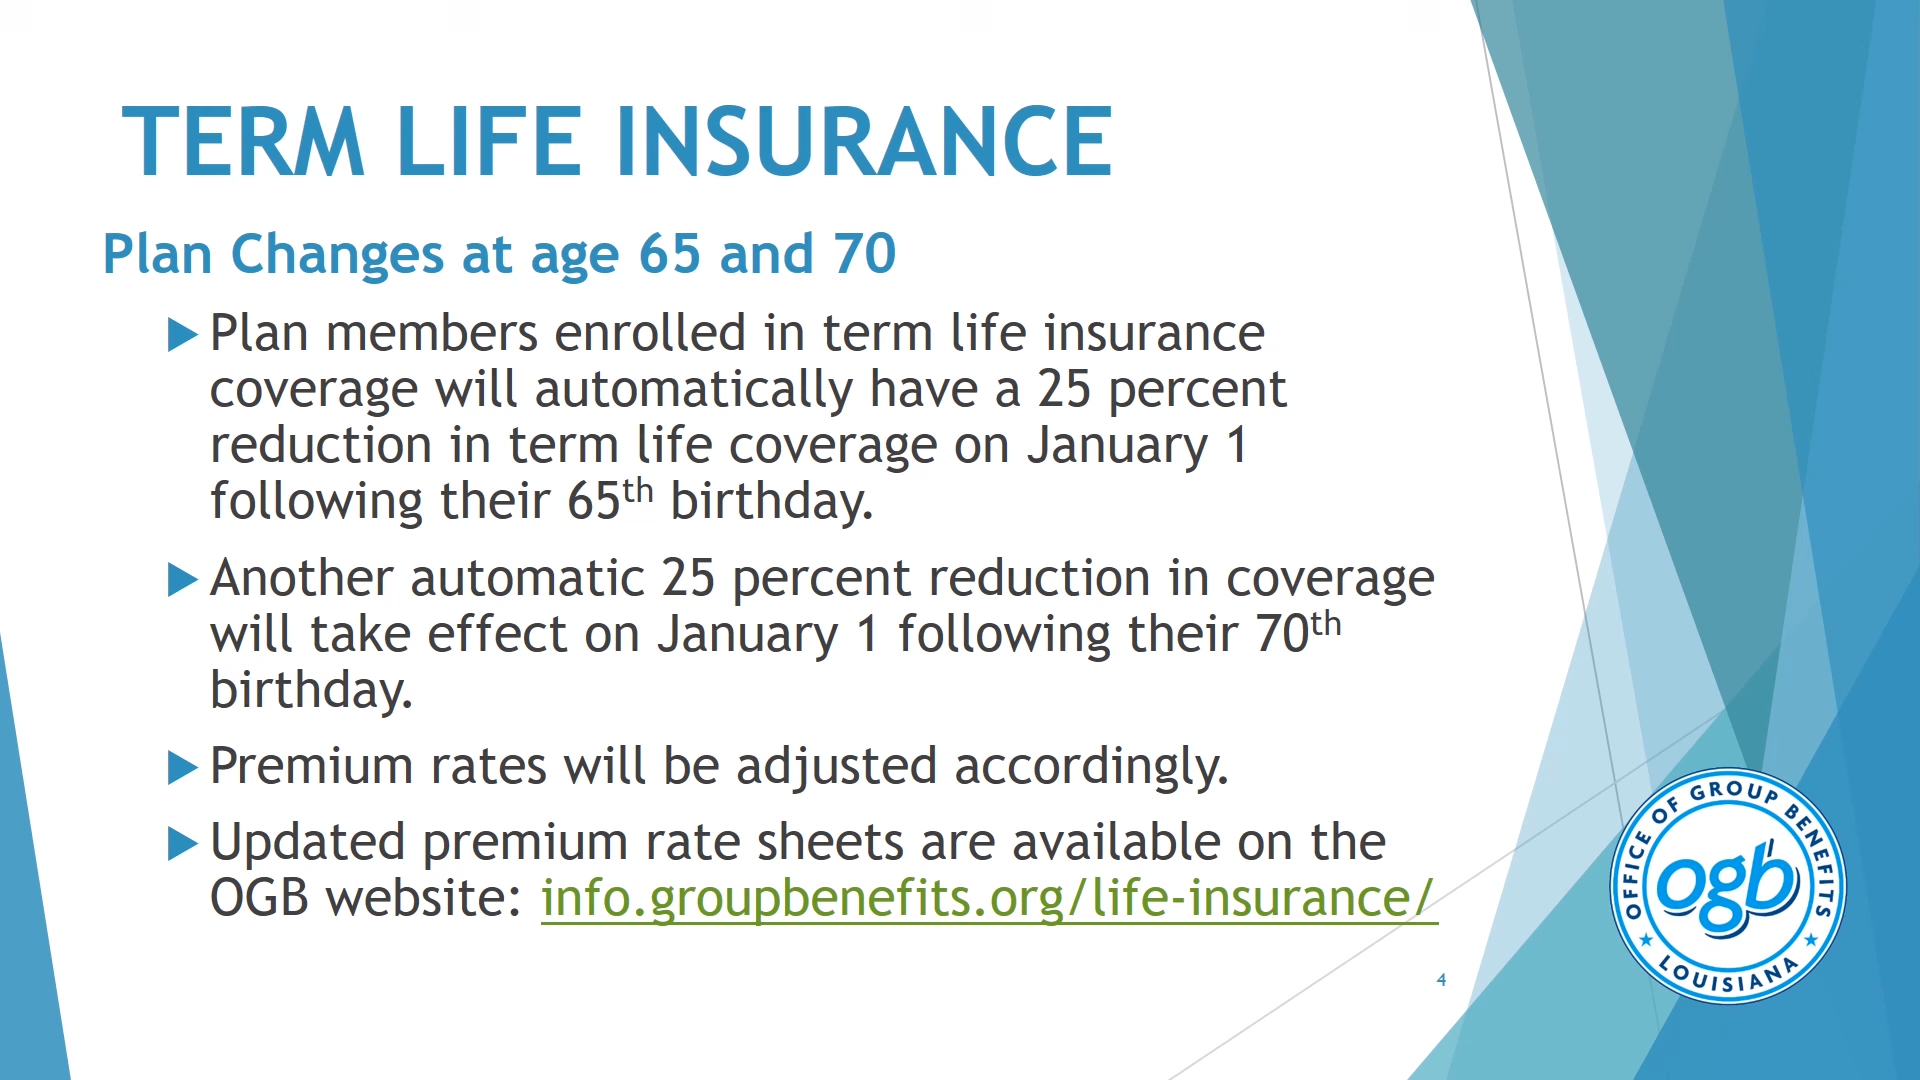 TERM LIFE INSURANCE
Plan Changes at age 65 and 70
Plan members enrolled in term life insurance
coverage will automatically have a 25 percent
reduction in term life coverage on January 1
following their 65th birthday.
Another automatic 25 percent reduction in coverage
will take effect on January 1 following their 70th
birthday.
Premium rates will be adjusted accordingly.
Updated premium rate sheets are available on the
OGB website: info.groupbenefits.org/life-insurance/
4
OFFICE OF GROUP BENEFITS
ogb
LOUISIANA